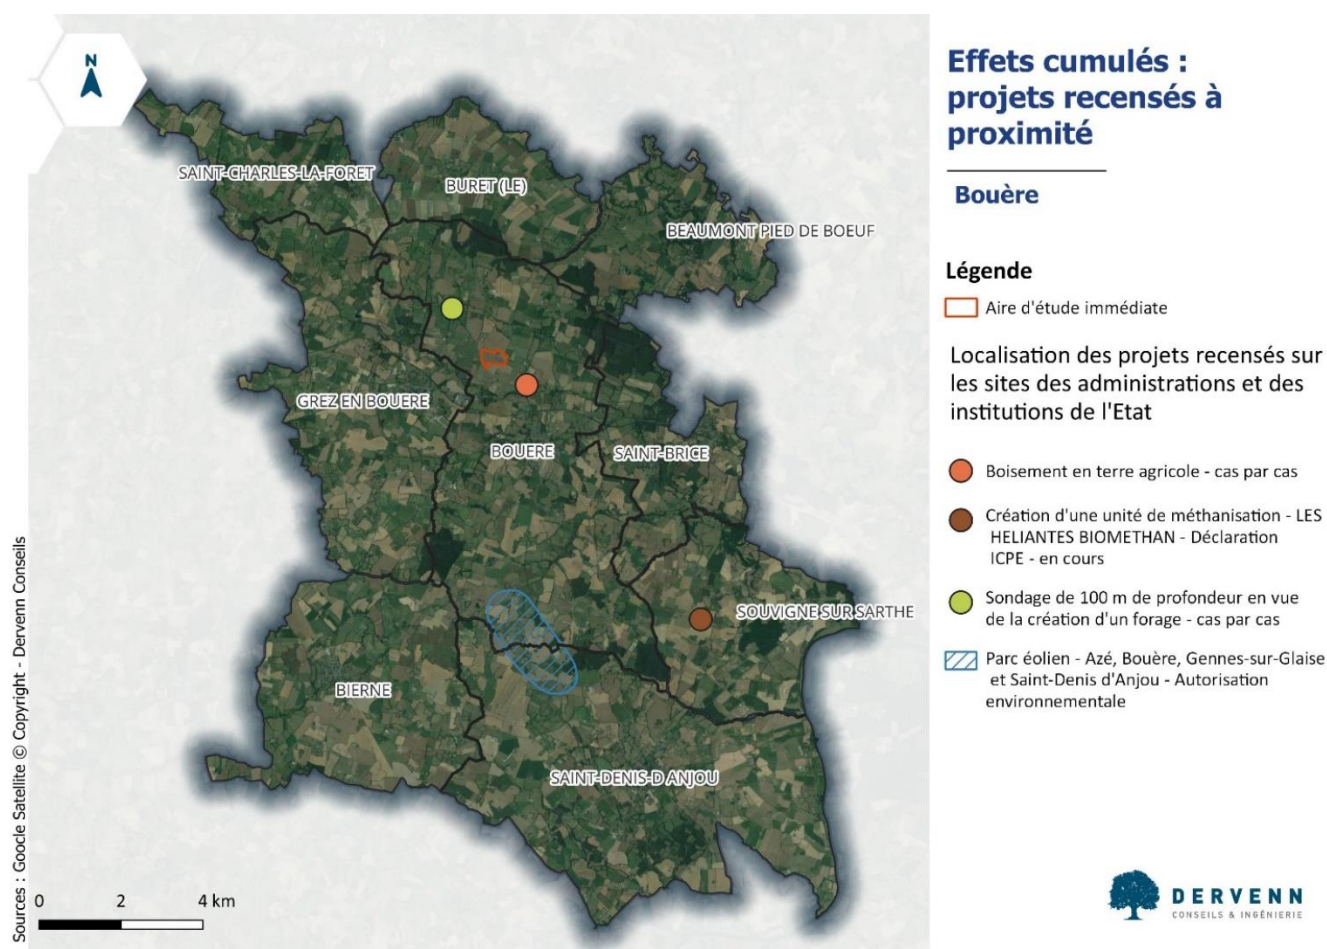 N
SAINT-CHARLES-LA-FORET
BURET (LE)
BEAUMONT PIED DE BOEUF
GREZ EN BOUERE
BOUERE
SAINT-BRICE
SOUVIGNE SUR SARTHE
BIERNE
SAINT-DENIS-D ANJOU
0 2 4 km
Sources : Goocle Satellite © Copyright - Dervenn Conseils
Effets cumulés :
projets recensés à
proximité
Bouère
Légende
Aire d'étude immédiate
Localisation des projets recensés sur
les sites des administrations et des
institutions de l'Etat
Boisement en terre agricole - cas par cas
Création d'une unité de méthanisation - LES
HELIANTES BIOMETHAN - Déclaration
ICPE - en cours
Sondage de 100 m de profondeur en vue
de la création d'un forage - cas par cas
Parc éolien - Azé, Bouère, Gennes-sur-Glaise
et Saint-Denis d'Anjou - Autorisation
environnementale
DERVENN
CONSEILS & INGÉNIERIE